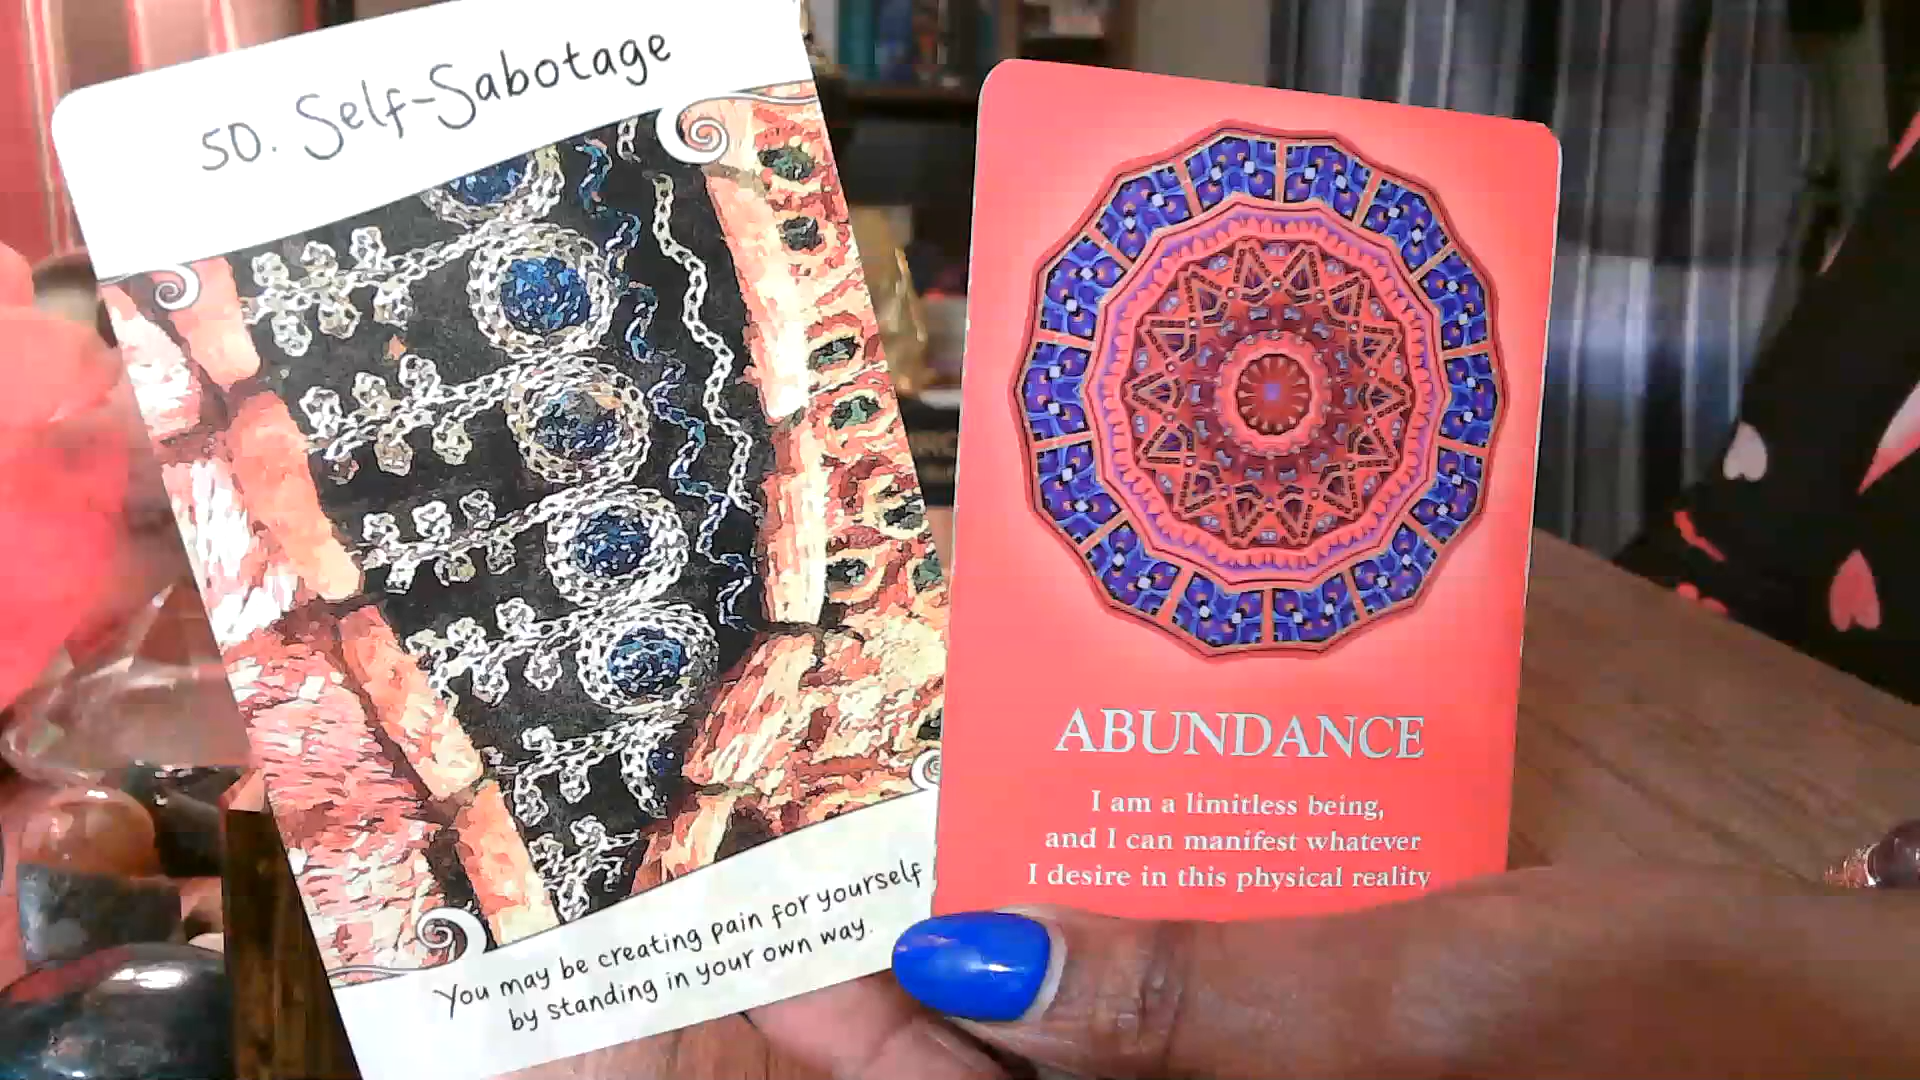 50. Self-Sabotage
You may be creating pain for yourself
by standing in your own way.
ABUNDANCE
I am a limitless being,
and I can manifest whatever
I desire in this physical reality